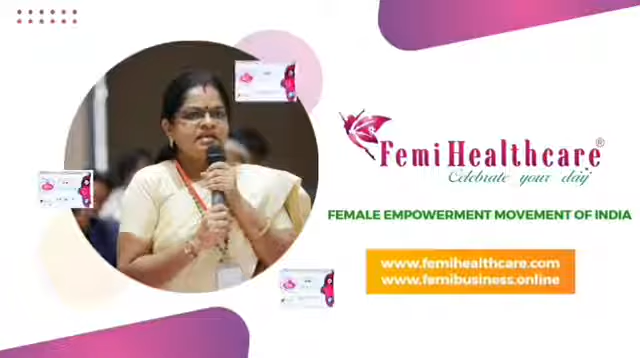 Femi Healthcare®
Celebrate your day
FEMALE EMPOWERMENT MOVEMENT OF INDIA
www.femihealthcare.com
www.femibusiness.online